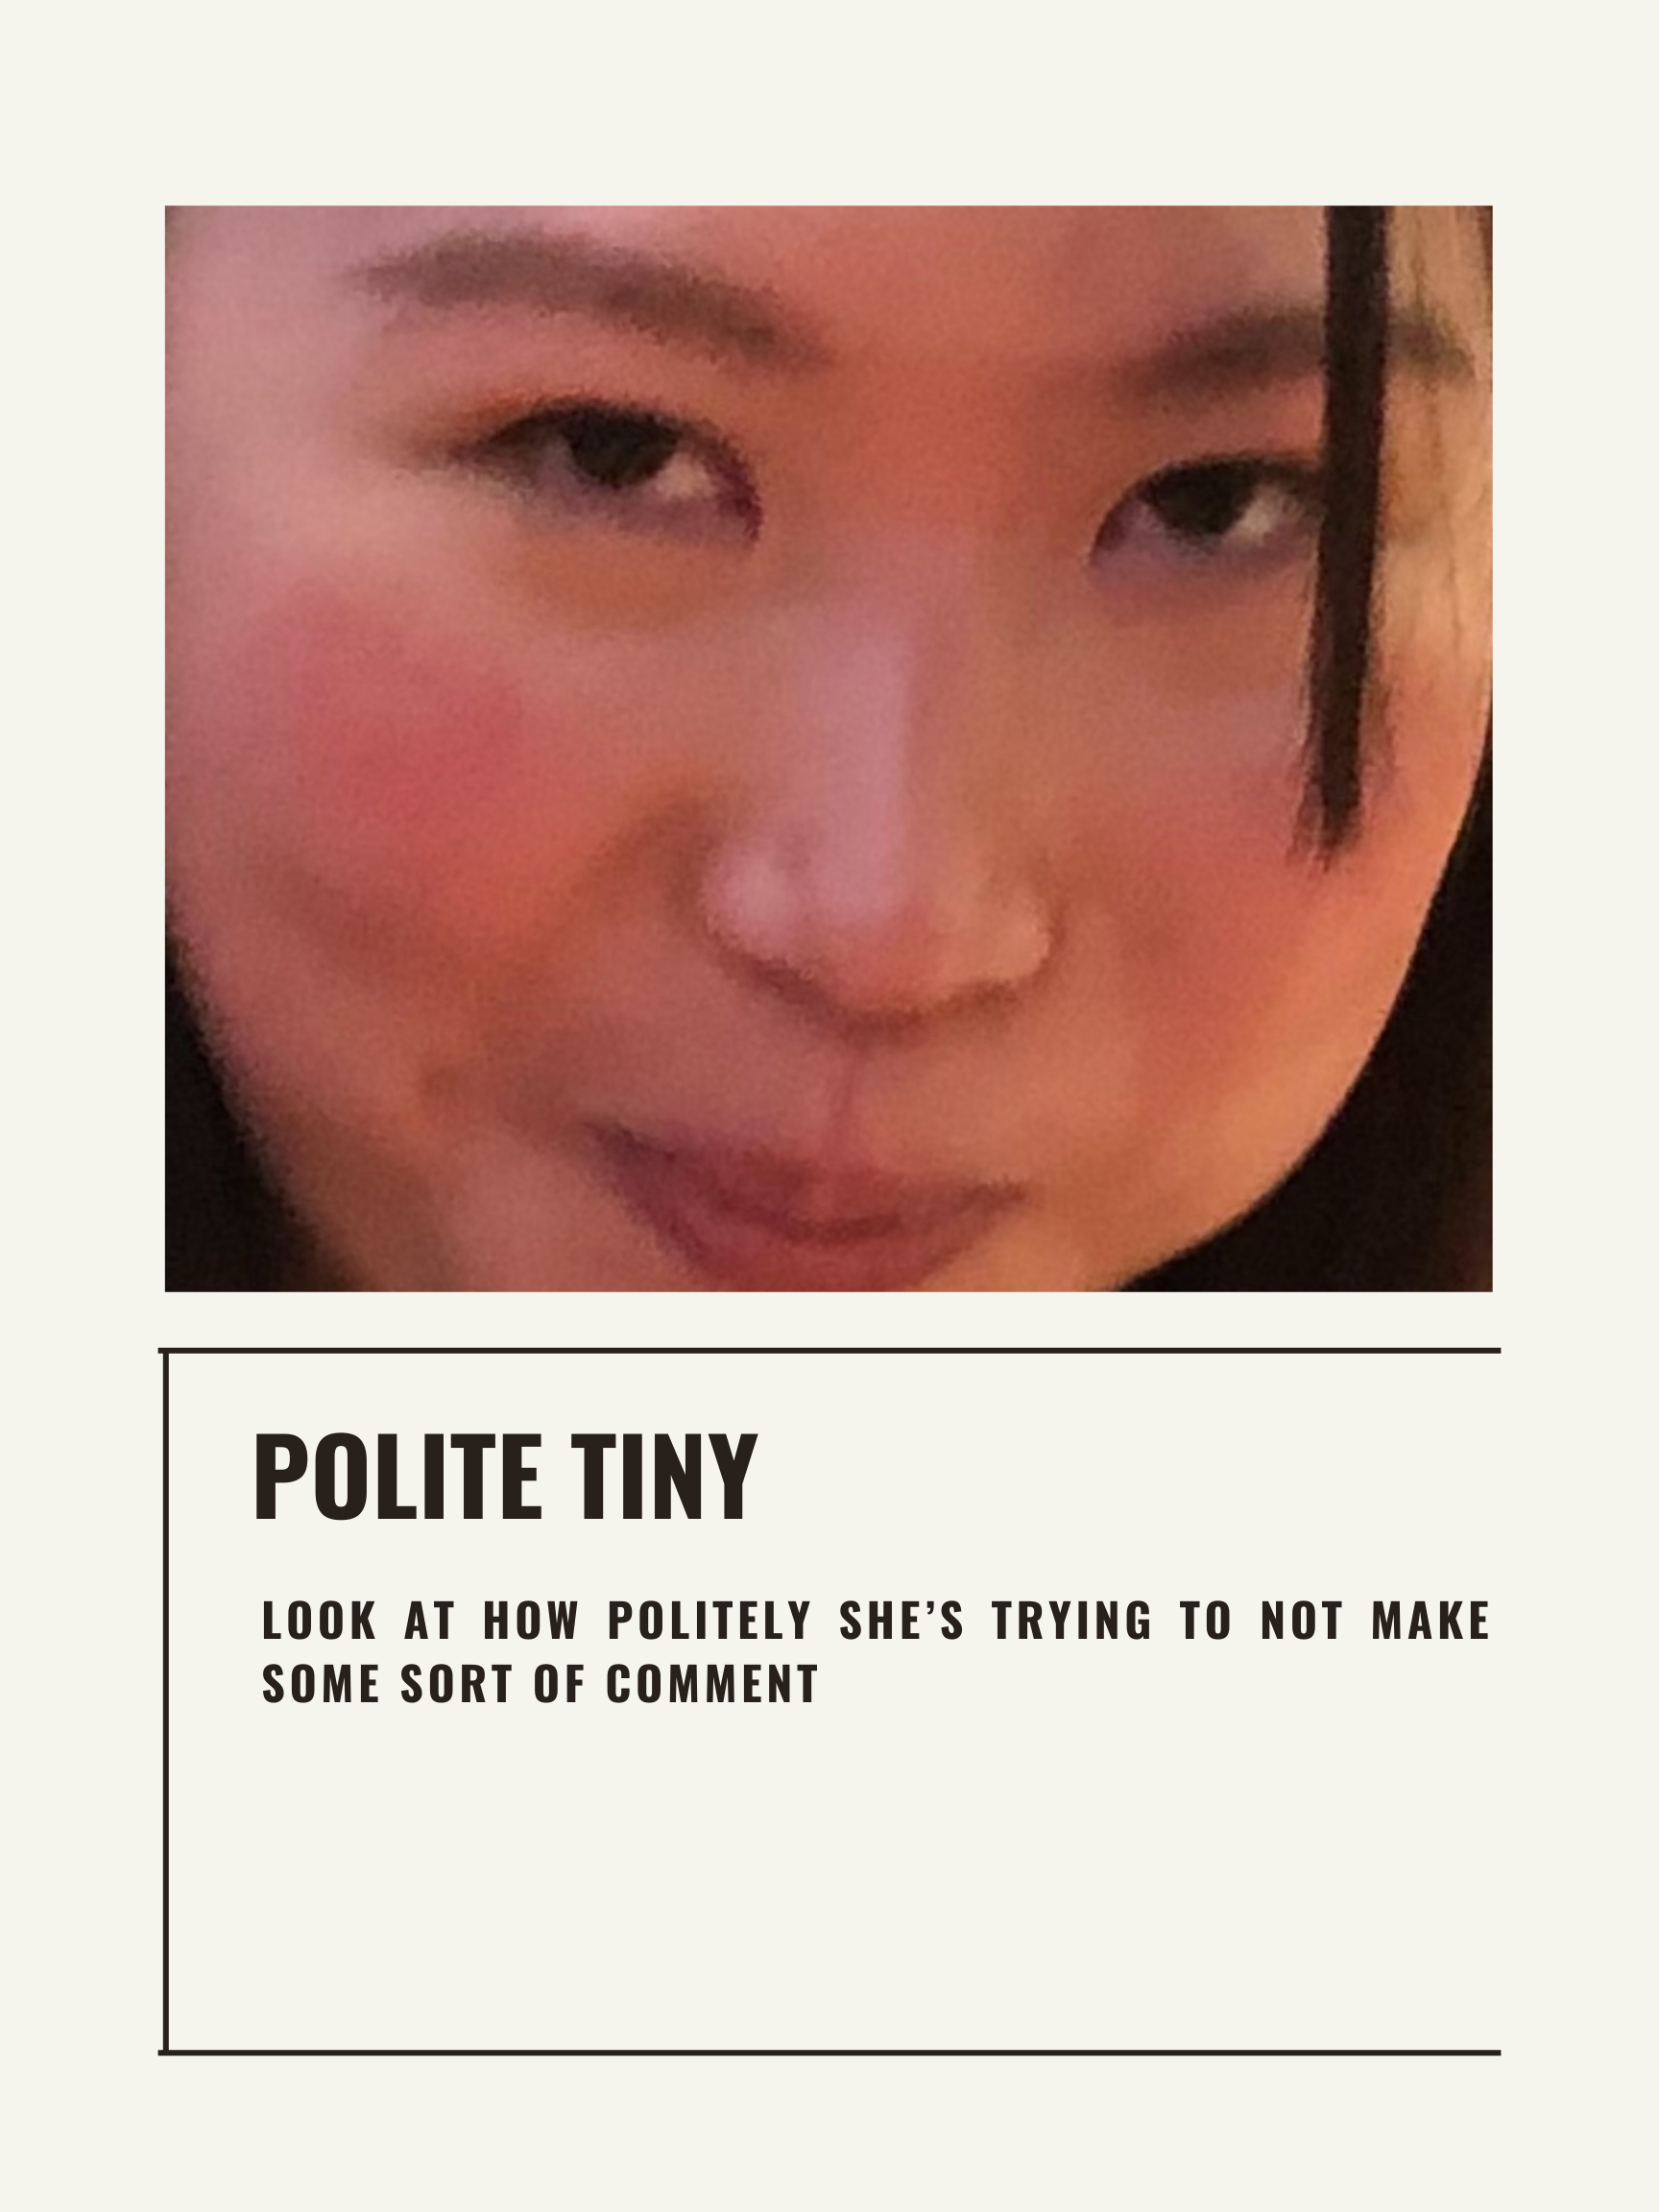 POLITE TINY
LOOK AT HOW POLITELY SHE’S TRYING TO NOT MAKE
SOME SORT OF COMMENT